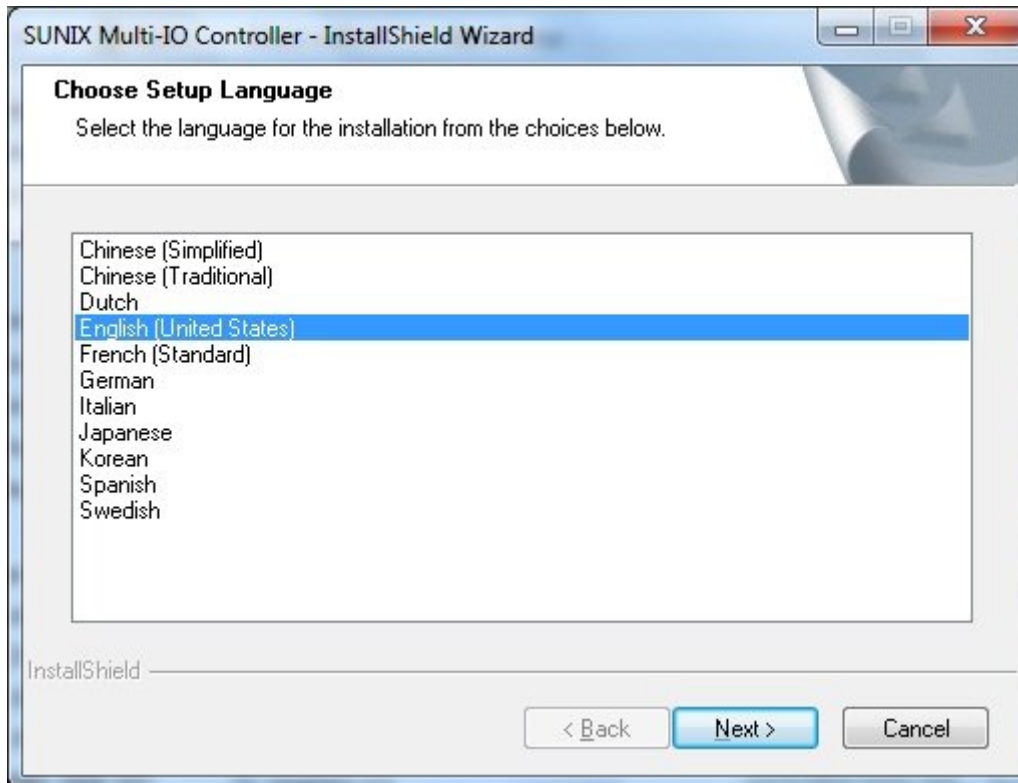 SUNIX Multi-IO Controller - InstallShield Wizard
Choose Setup Language
Select the language for the installation from the choices below.
Chinese (Simplified)
Chinese (Traditional)
Dutch
English (United States)
French (Standard)
German
Italian
Japanese
Korean
Spanish
Swedish
InstallShield
< Back
Next >
Cancel